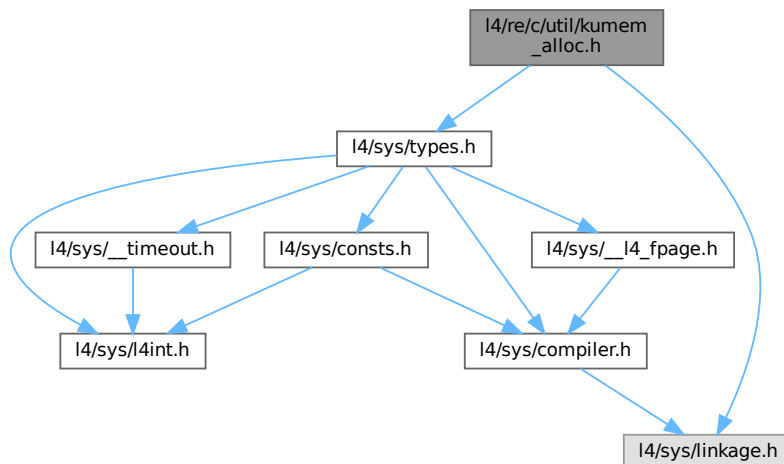 l4/re/c/util/kumem
_alloc.h
l4/sys/types.h
l4/sys/__timeout.h
l4/sys/consts.h
l4/sys/__l4_fpage.h
l4/sys/l4int.h
l4/sys/compiler.h
l4/sys/linkage.h